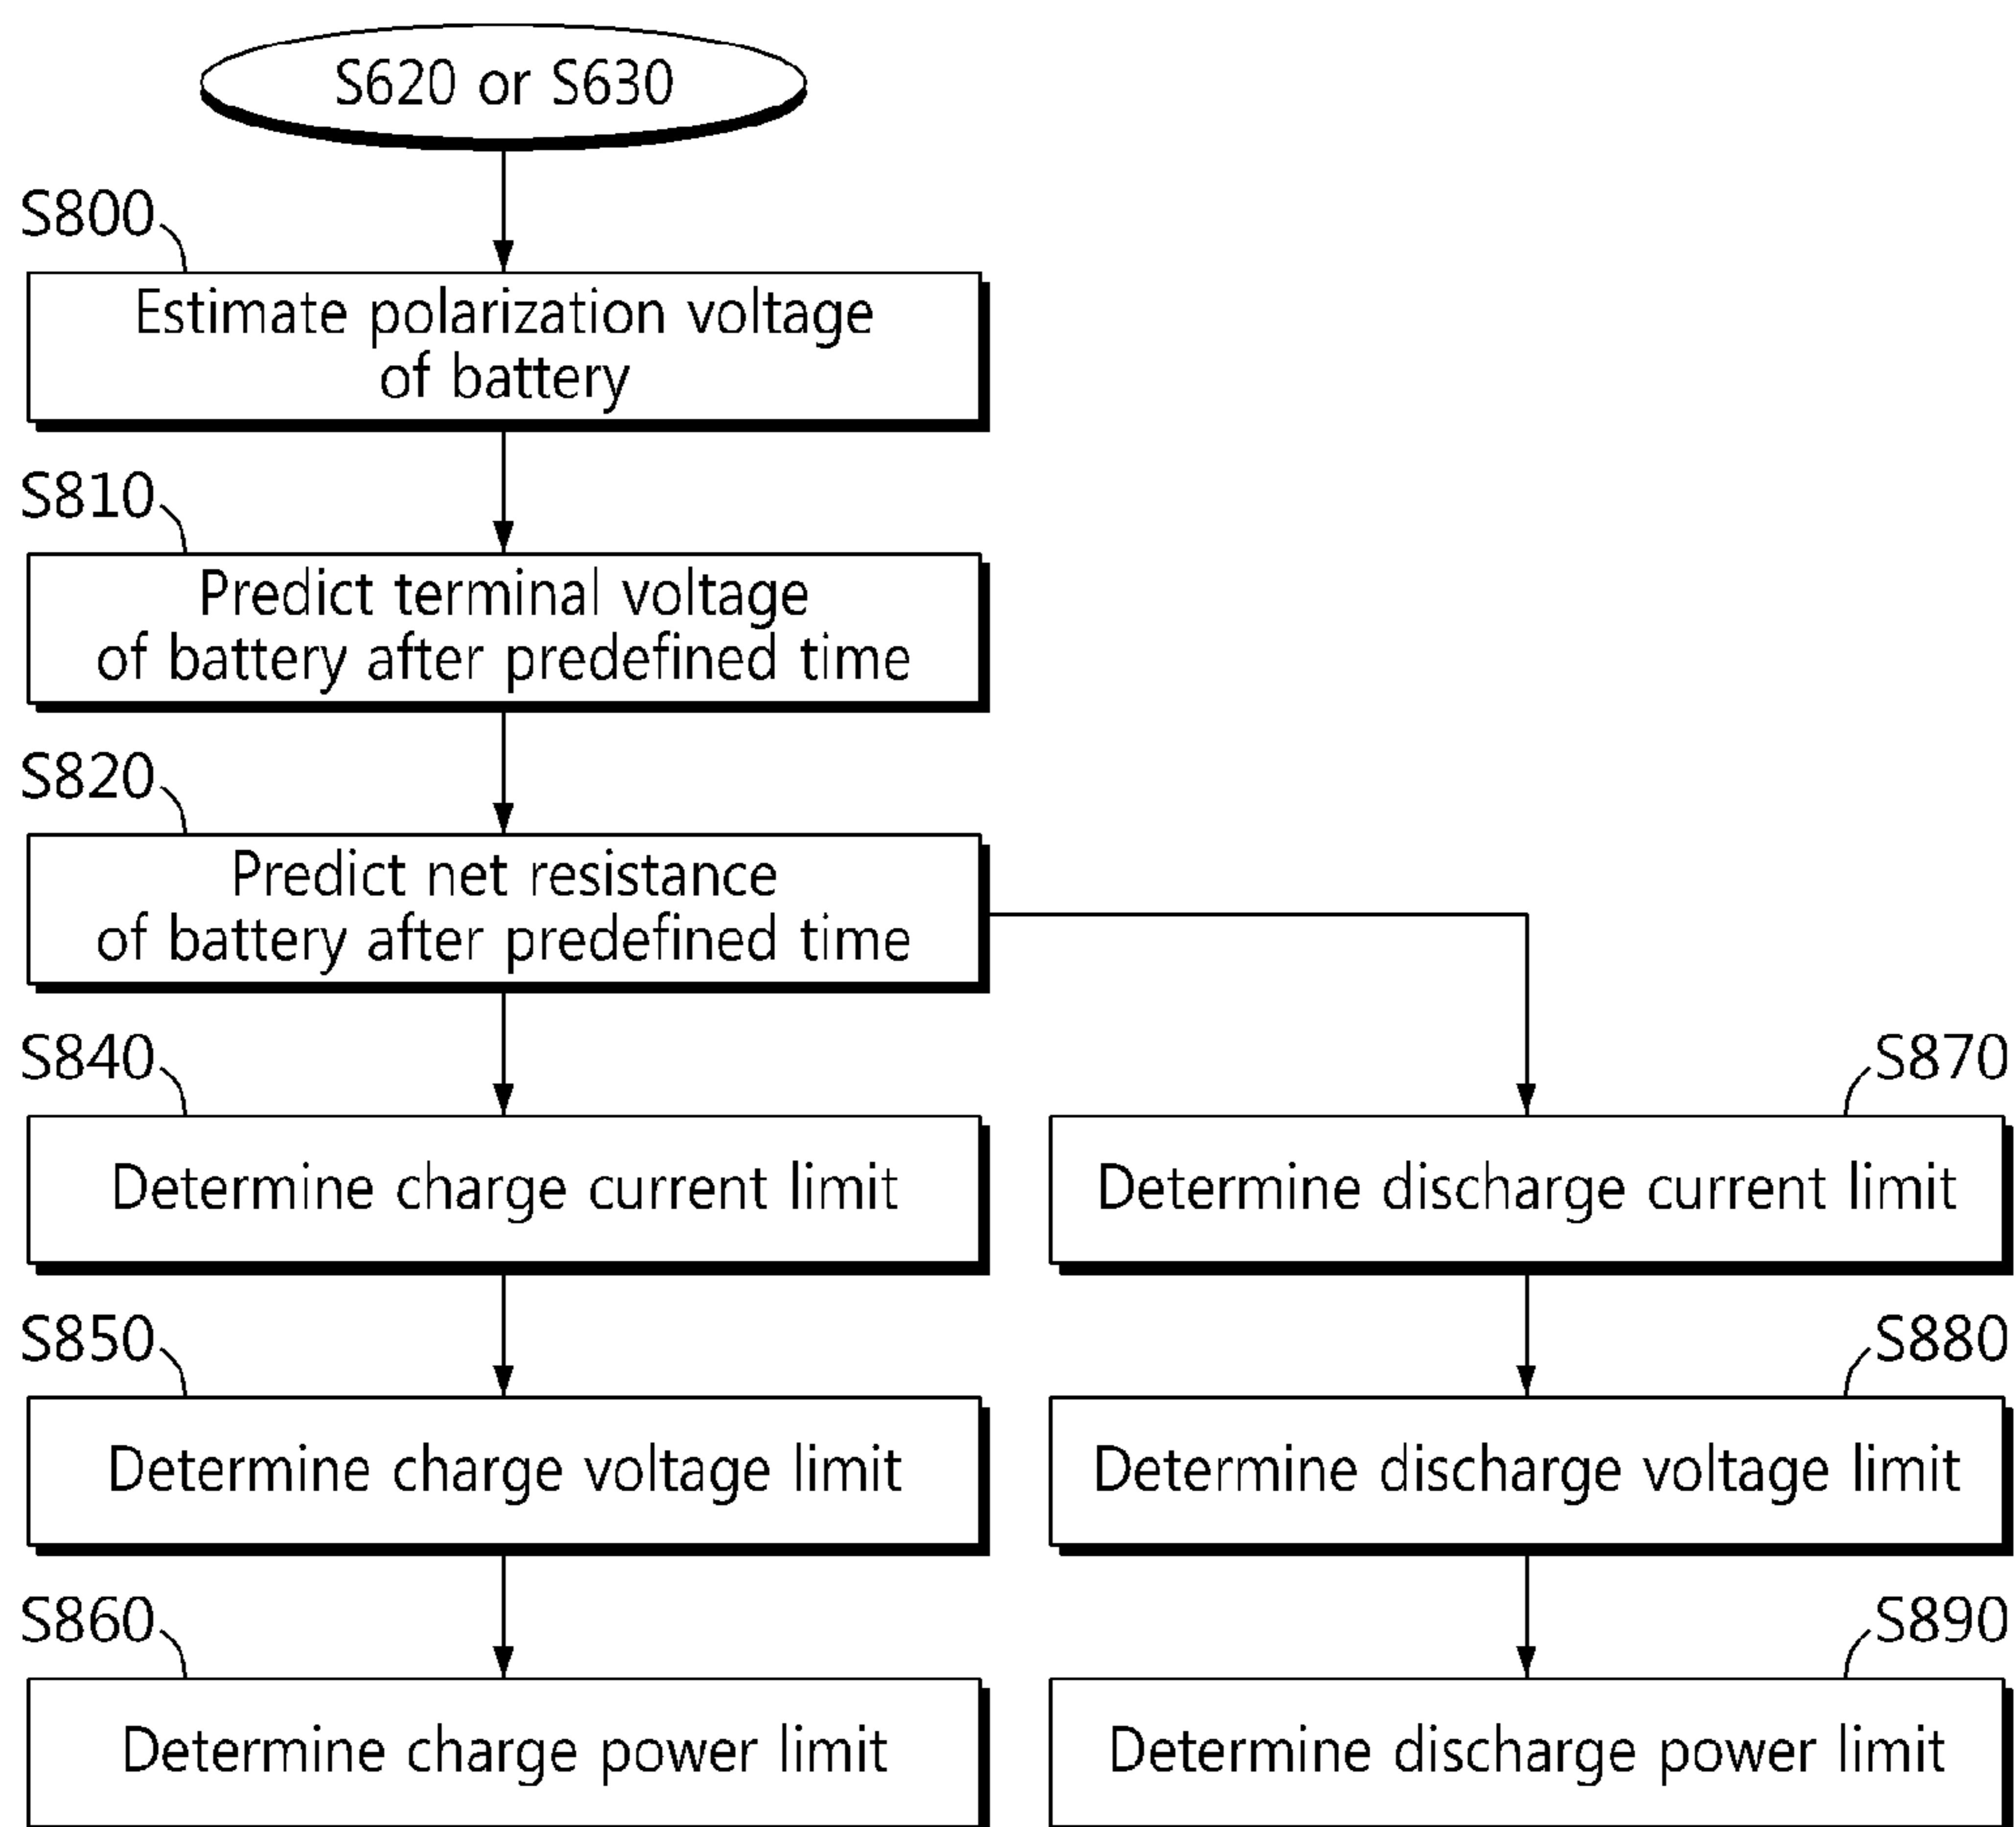 S620 or S630
S800
Estimate polarization voltage
of battery
S810
Predict terminal voltage
of battery after predefined time
S820
Predict net resistance
of battery after predefined time
S840
Determine charge current limit
S850
Determine charge voltage limit
S860
Determine charge power limit
S870
Determine discharge current limit
S880
Determine discharge voltage limit
S890
Determine discharge power limit